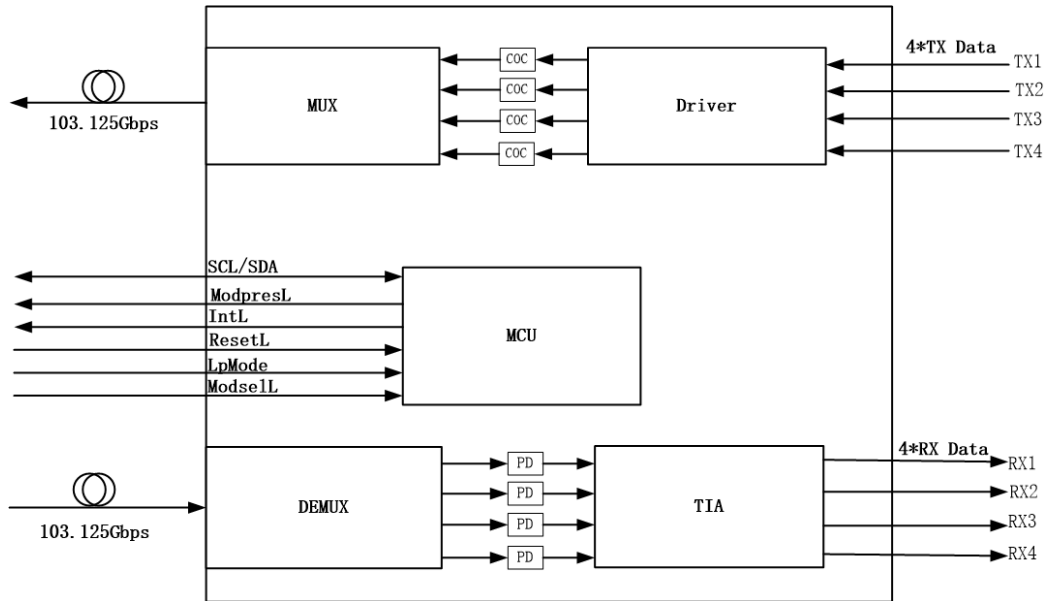 4*TX Data
COC
TX1
MUX
COC
Driver
TX2
103.125Gbps
COC
TX3
COC
TX4
SCL/SDA
ModpresL
IntL
ResetL
MCU
LpMode
ModselL
4*RX Data
PD
RX1
DEMUX
PD
TIA
RX2
103.125Gbps
PD
RX3
PD
RX4